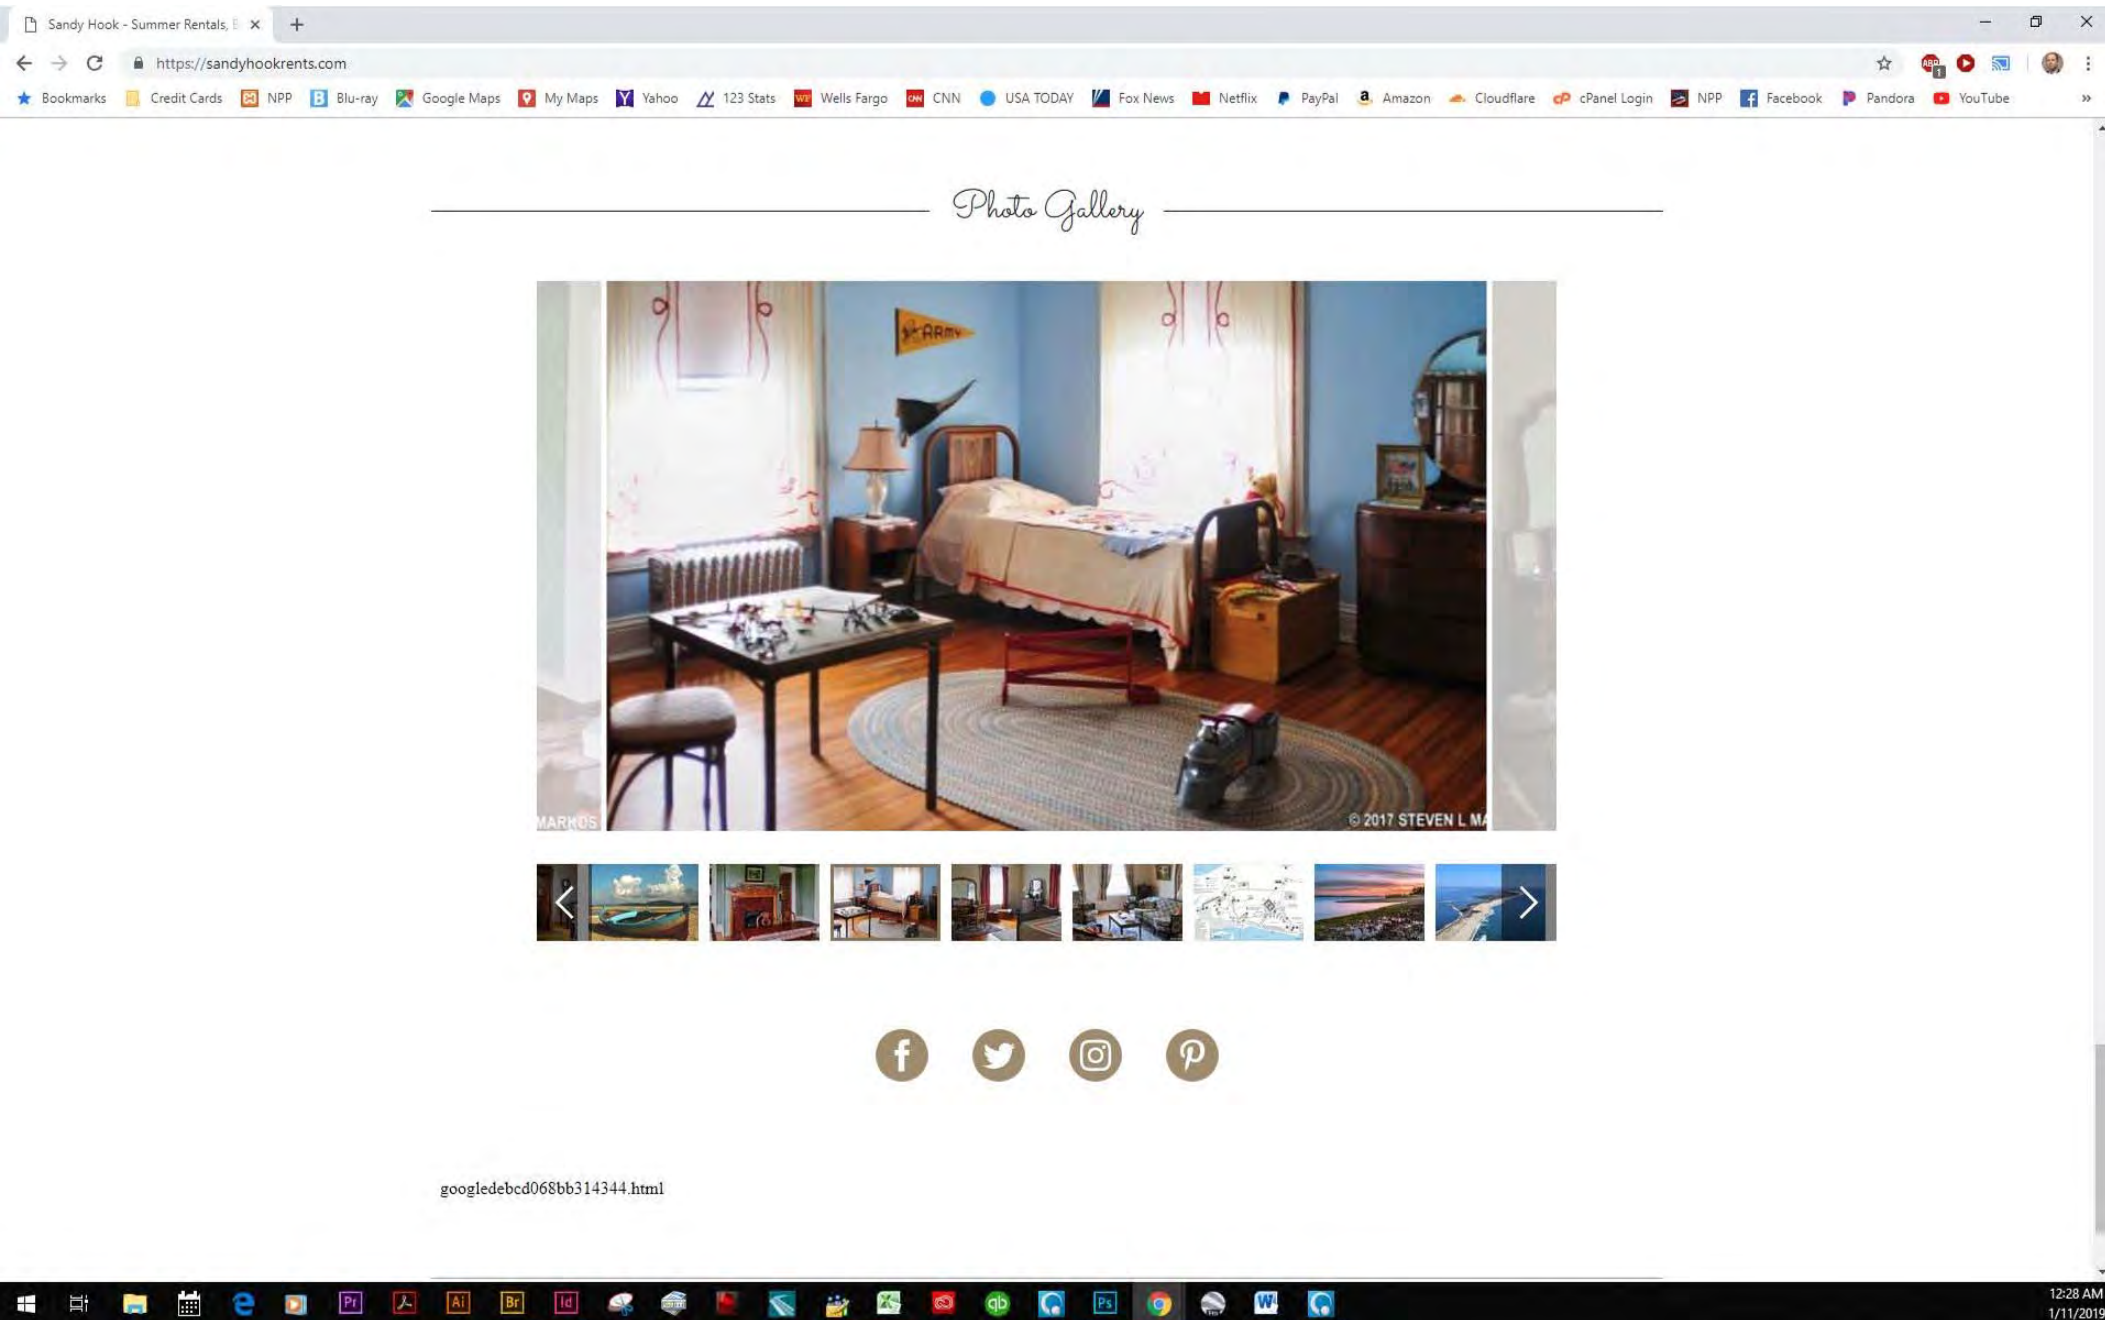 Sandy Hook - Summer Rentals,
https://sandyhookrents.com
Bookmarks Credit Cards NPP Blu-ray Google Maps My Maps Yahoo 123 Stats Wells Fargo CNN USA TODAY Fox News Netflix PayPal Amazon Cloudflare cPanel Login NPP Facebook Pandora YouTube
Photo Gallery
ARMY
MARKOS
© 2017 STEVEN L MA
googledebcd068bb314344.html
12:28 AM
1/11/2019